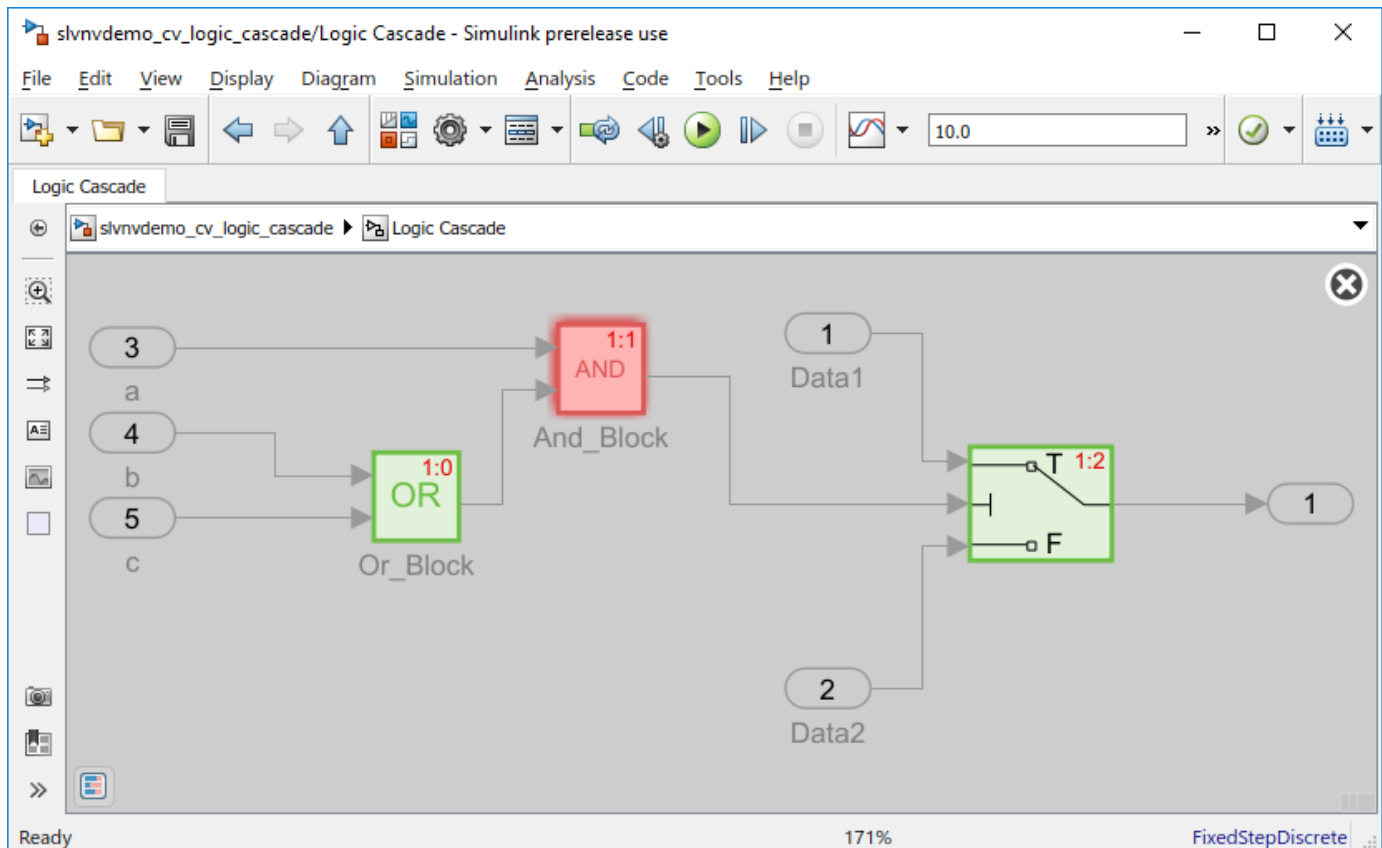 slvnvdemo_cv_logic_cascade/Logic Cascade - Simulink prerelease use
File Edit View Display Diagram Simulation Analysis Code Tools Help
10.0
Logic Cascade
slvnvdemo_cv_logic_cascade Logic Cascade
3
a
4
b
5
c
1:0
OR
Or_Block
1:1
AND
And_Block
1
Data1
T 1:2
F
1
2
Data2
Ready 171% FixedStepDiscrete